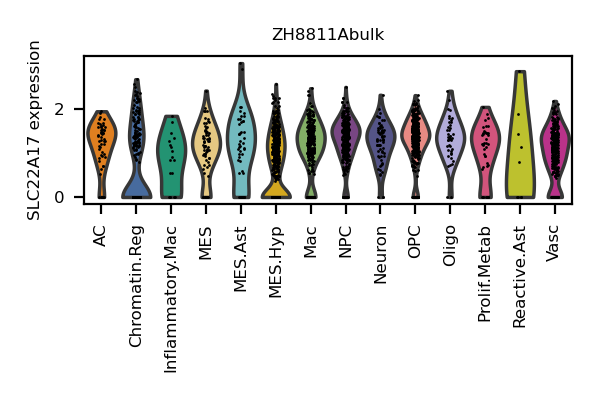 ZH8811Abulk
SLC22A17 expression
2
0
AC
Chromatin.Reg
Inflammatory.Mac
MES
MES.Ast
MES.Hyp
Mac
NPC
Neuron
OPC
Oligo
Prolif.Metab
Reactive.Ast
Vasc